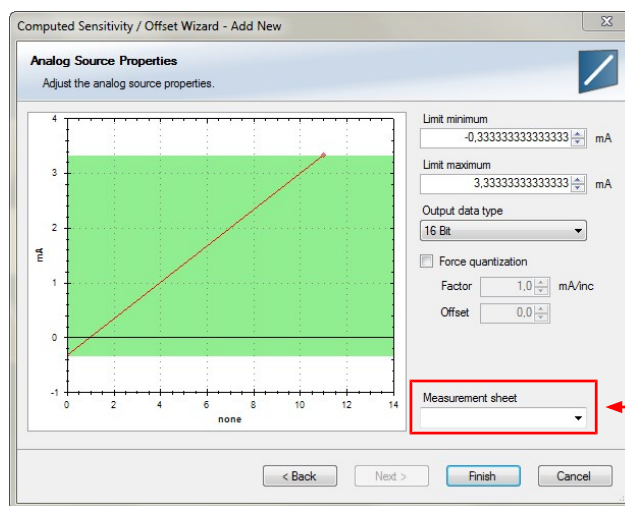 Computed Sensitivity / Offset Wizard - Add New
Analog Source Properties
Adjust the analog source properties.
Limit minimum
-0,333333333333333 mA
Limit maximum
3,33333333333333 mA
Output data type
16 Bit
Force quantization
Factor 1,0 mA/inc
Offset 0,0
Measurement sheet
4
3
2
1
0
-1
mA
0 2 4 6 8 10 12 14
none
< Back Next > Finish Cancel